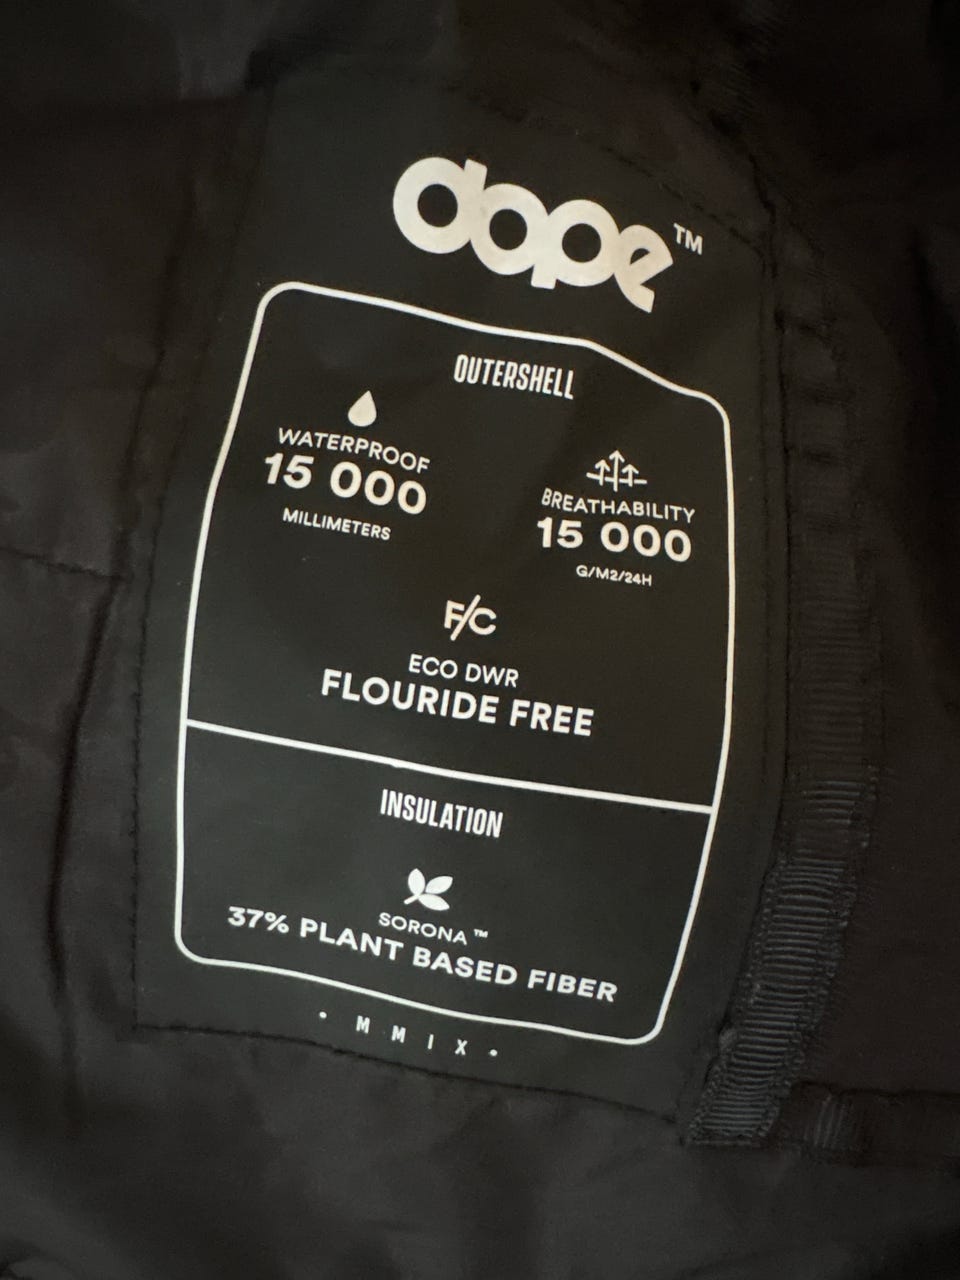 dope™
OUTERSHELL
WATERPROOF
15 000
MILLIMETERS
BREATHABILITY
15 000
G/M2/24H
F/C
ECO DWR
FLOURIDE FREE
INSULATION
SORONA™
37% PLANT BASED FIBER
• M M I X •